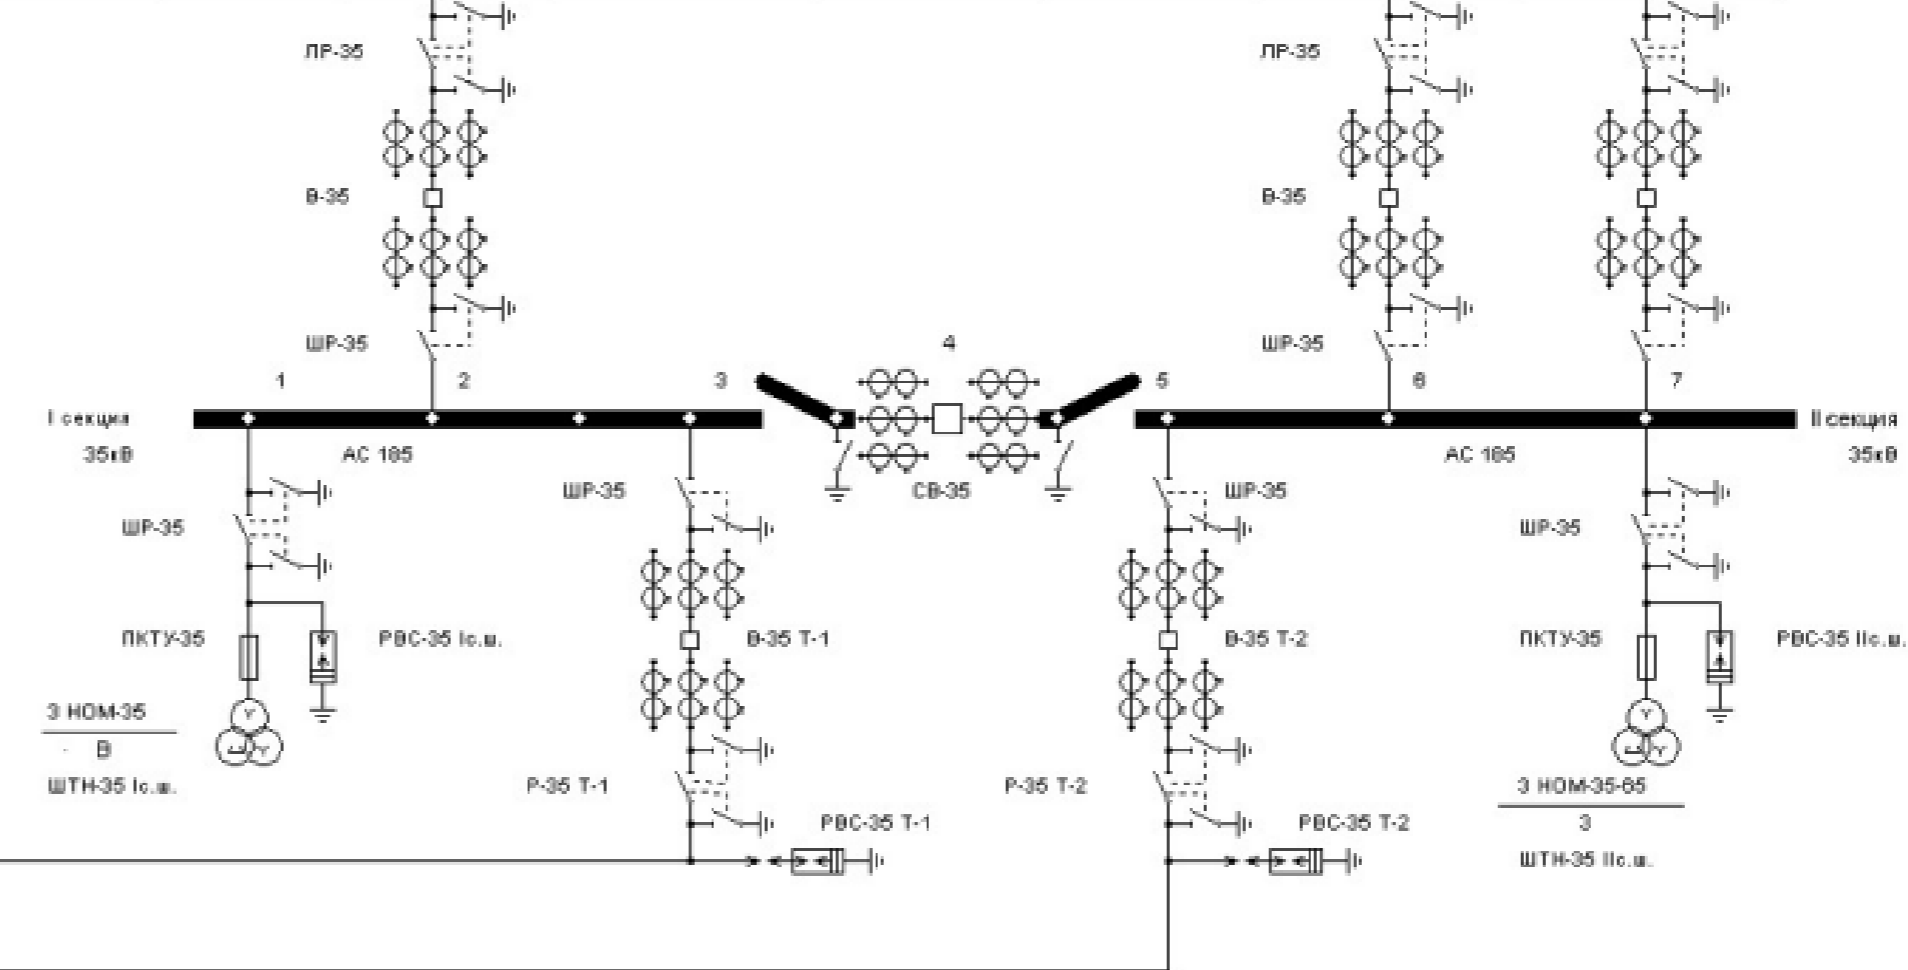 ЛР-35
ЛР-35
В-35
В-35
ШР-35
4
ШР-35
1
2
3
5
6
7
I секция
II секция
35кВ
АС 185
АС 185
35кВ
ШР-35
СВ-35
ШР-35
ШР-35
ШР-35
ПКТУ-35
РВС-35 Iс.ш.
В-35 Т-1
В-35 Т-2
ПКТУ-35
РВС-35 IIс.ш.
3 НОМ-35
В
ШТН-35 Iс.ш.
Р-35 Т-1
Р-35 Т-2
3 НОМ-35-65
РВС-35 Т-1
РВС-35 Т-2
3
ШТН-35 IIс.ш.